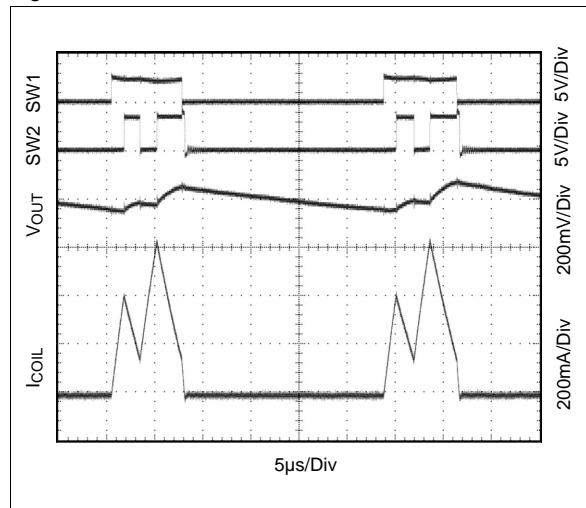 SW1
5V/Div
SW2
5V/Div
VOUT
200mV/Div
ICOIL
200mA/Div
5µs/Div